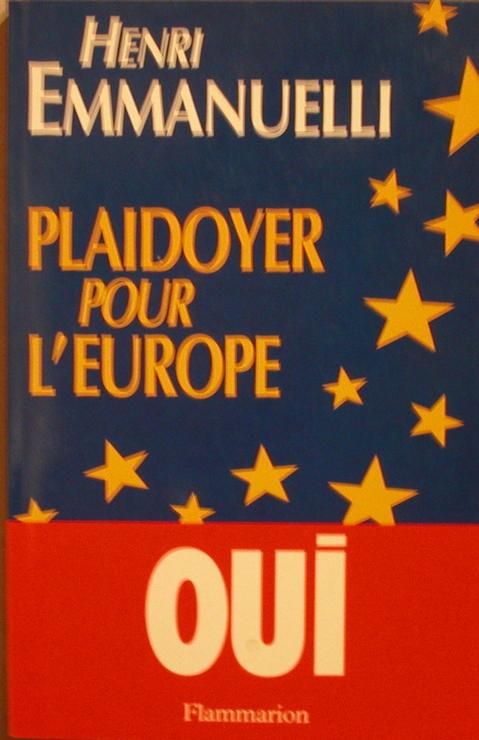 HENRI
EMMANUELLI
PLAIDOYER
POUR
L'EUROPE
OUI
Flammarion